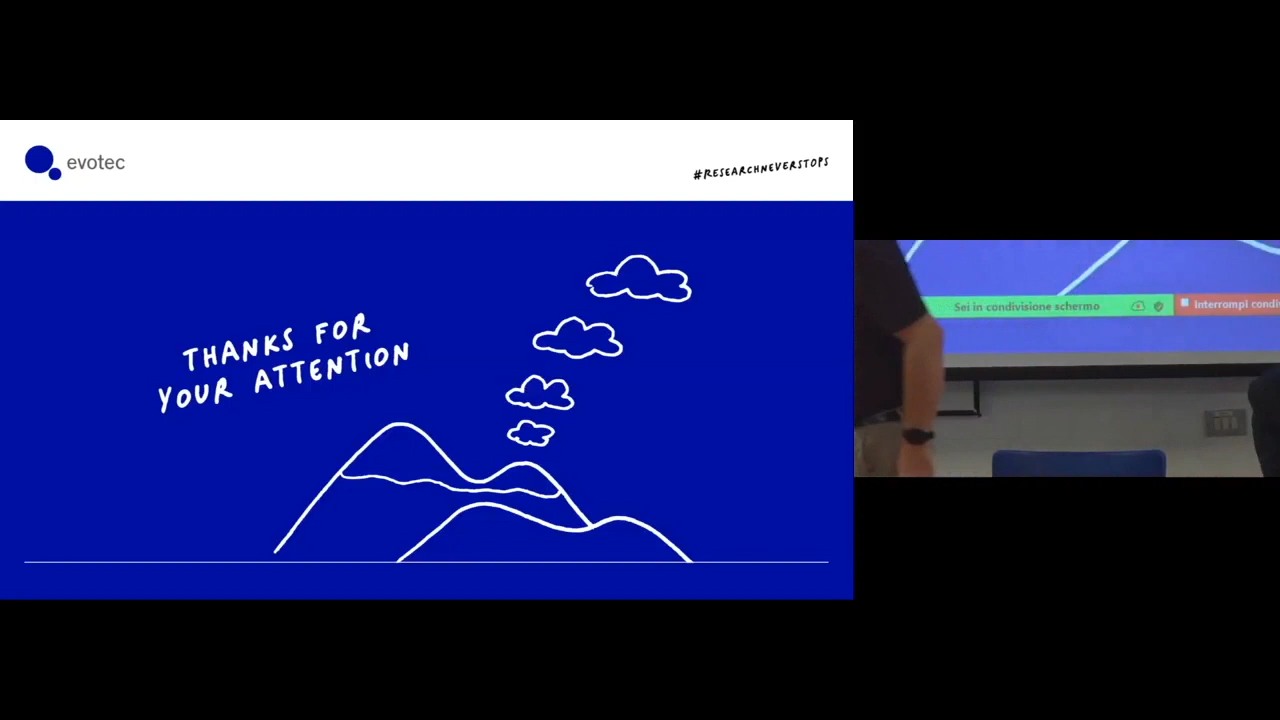 evotec
#RESEARCHNEVERSTOPS
THANKS FOR
YOUR ATTENTION
Sei in condivisione schermo
Interrompi condi